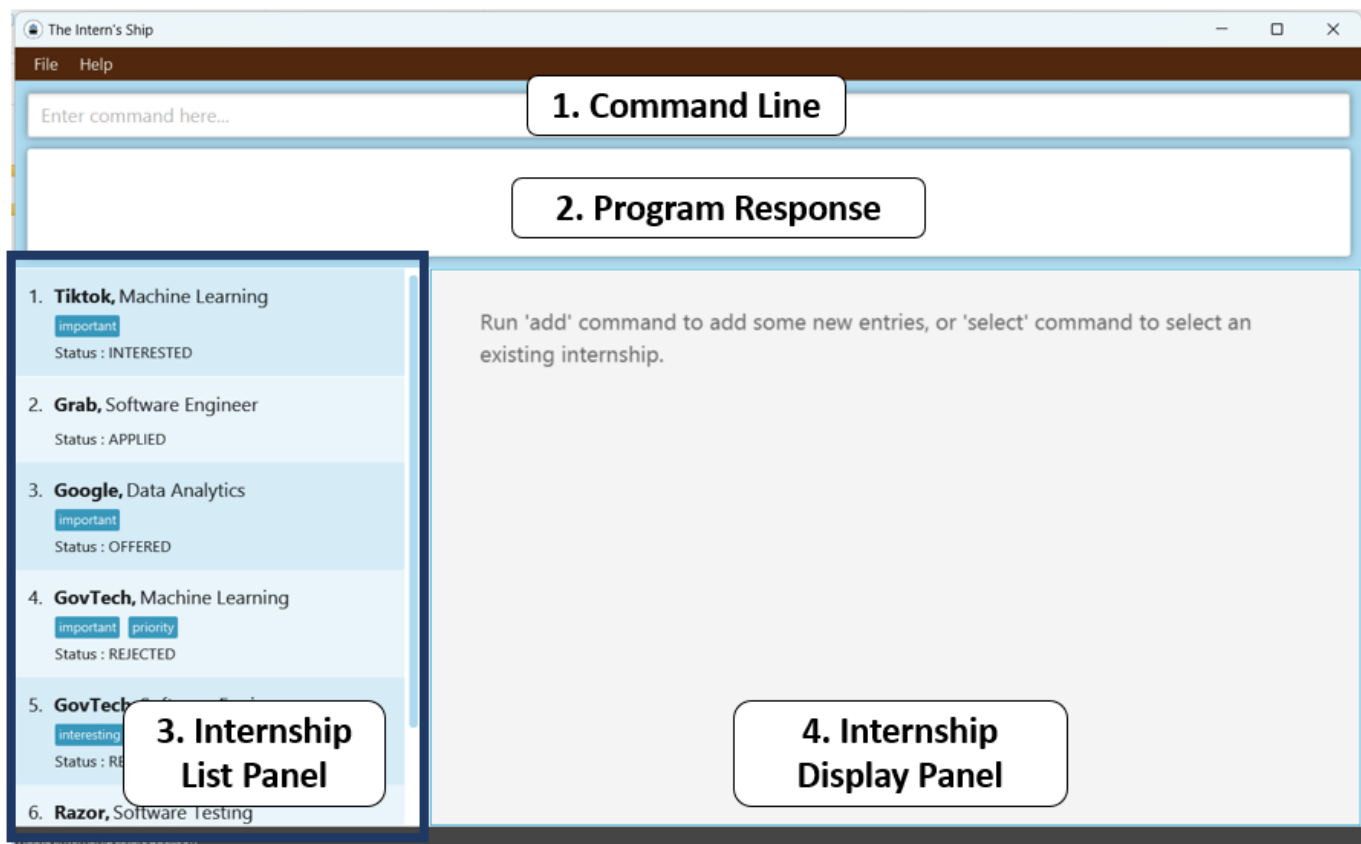 The Intern's Ship
File Help
1. Command Line
Enter command here...
2. Program Response
1. Tiktok, Machine Learning
important
Status : INTERESTED
2. Grab, Software Engineer
Status : APPLIED
3. Google, Data Analytics
important
Status : OFFERED
4. GovTech, Machine Learning
important priority
Status : REJECTED
5. GovTech
interesting
Status : RE
6. Razor, Software Testing
3. Internship
List Panel
Run 'add' command to add some new entries, or 'select' command to select an
existing internship.
4. Internship
Display Panel